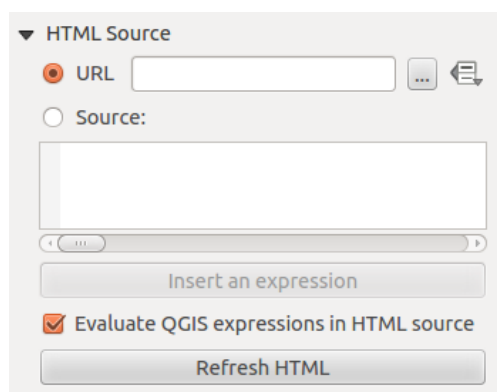 HTML Source
URL
...
Source:
Insert an expression
Evaluate QGIS expressions in HTML source
Refresh HTML